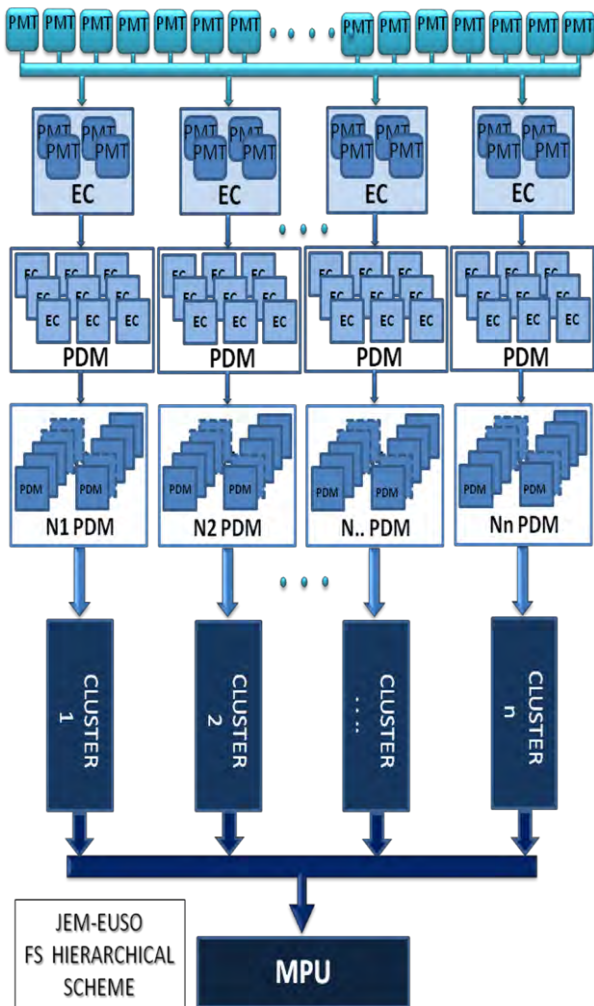 PMT PMT PMT PMT PMT PMT PMT PMT PMT PMT PMT PMT PMT PMT
PMT PMT PMT PMT PMT PMT PMT PMT
PMT PMT PMT PMT PMT PMT PMT PMT
EC EC EC EC
EC EC EC EC EC EC EC EC EC EC EC EC
EC EC EC EC EC EC EC EC EC EC EC EC
EC EC EC EC EC EC EC EC EC EC EC EC
PDM PDM PDM PDM
PDM PDM PDM PDM PDM PDM PDM PDM
N1 PDM N2 PDM N.. PDM Nn PDM
CLUSTER
1
CLUSTER
2
CLUSTER
.. ..
CLUSTER
n
JEM-EUSO
FS HIERARCHICAL
SCHEME
MPU